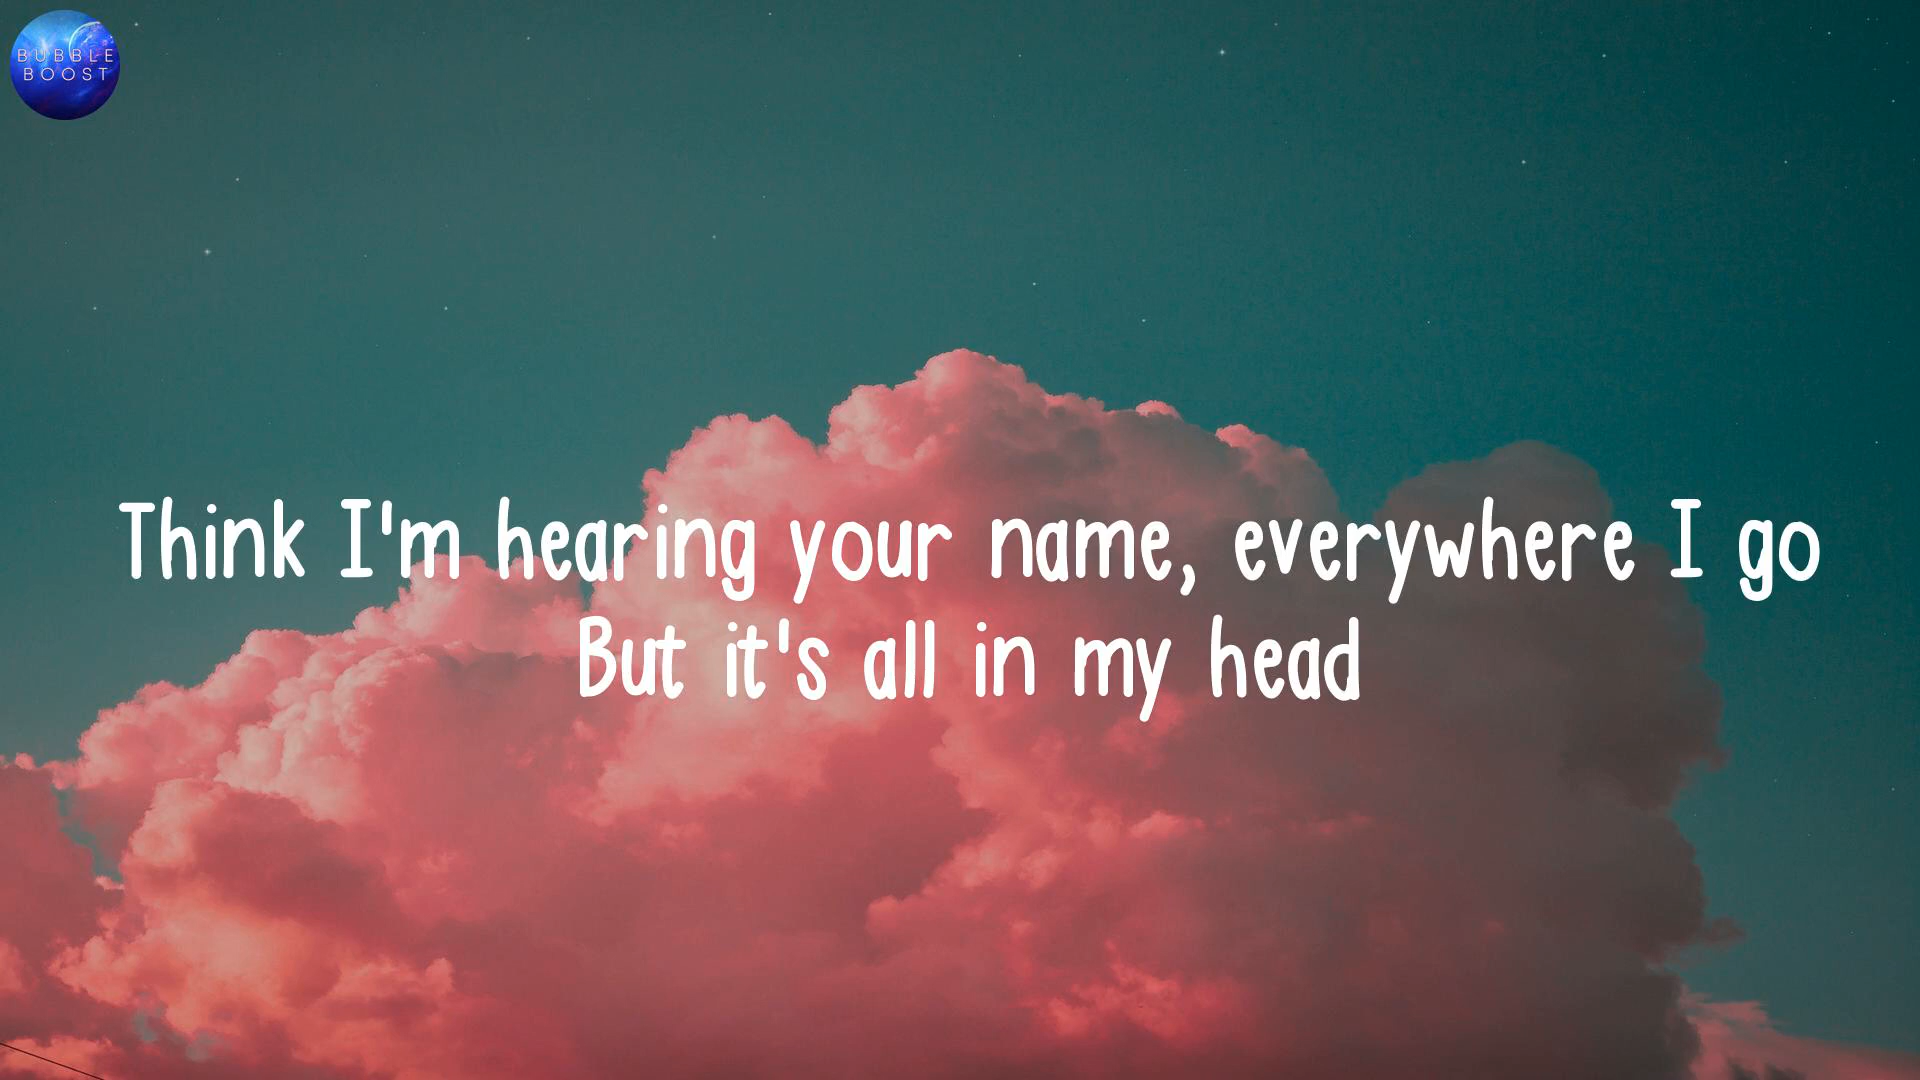 BUBBLE
BOOST
Think I'm hearing your name, everywhere I go
But it's all in my head